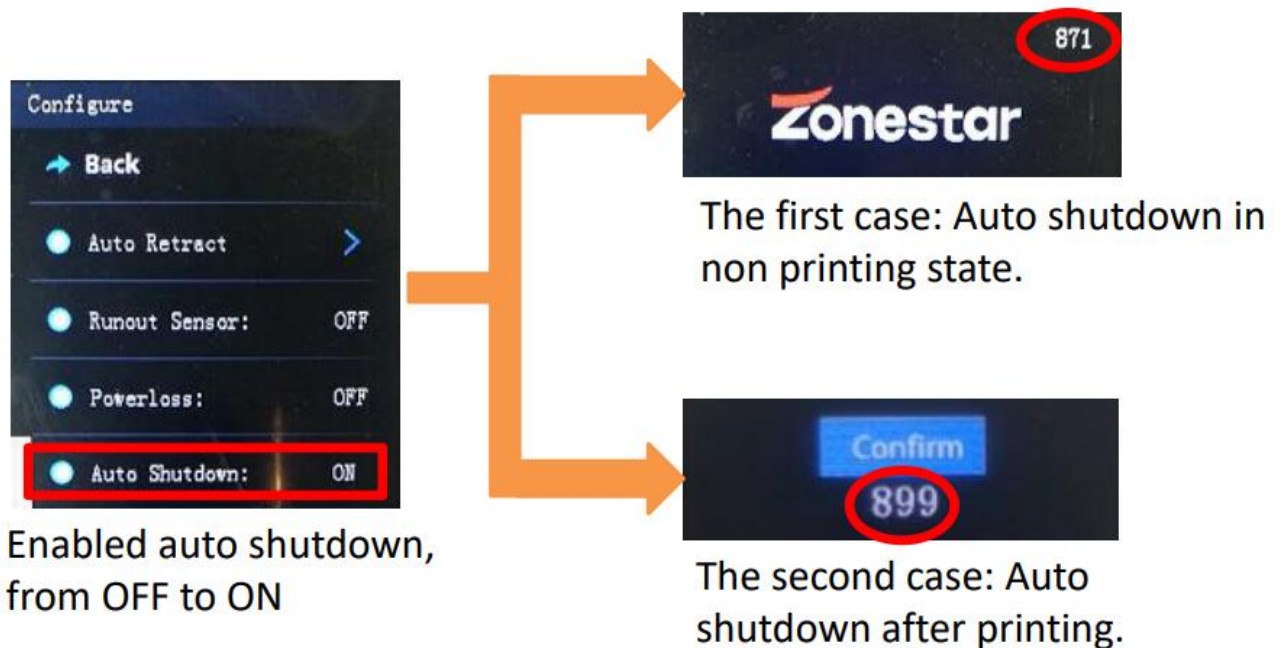 Configure
Back
Auto Retract >
Runout Sensor: OFF
Powerloss: OFF
Auto Shutdown: ON
Enabled auto shutdown,
from OFF to ON
871
zonestar
The first case: Auto shutdown in
non printing state.
Confirm
899
The second case: Auto
shutdown after printing.